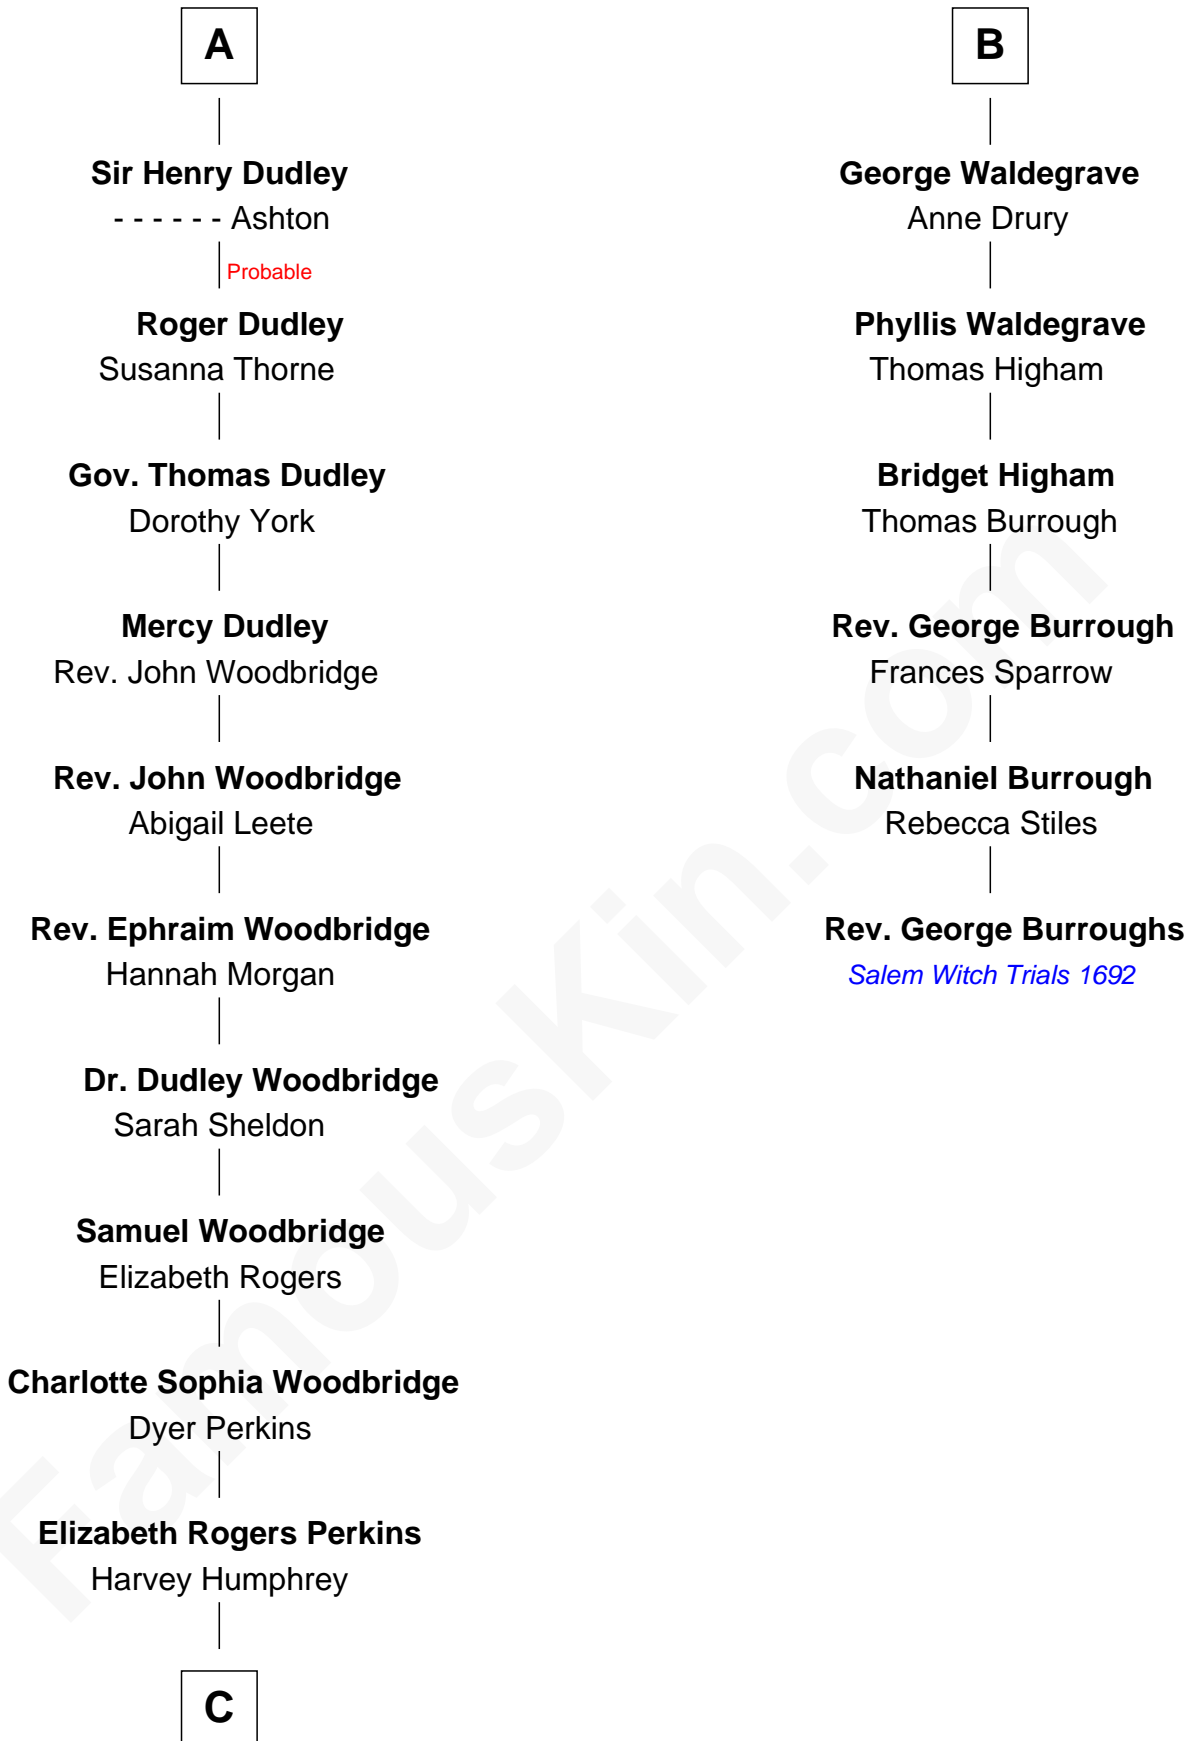 A
Sir Henry Dudley
- - - - - - Ashton
Probable
Roger Dudley
Susanna Thorne
Gov. Thomas Dudley
Dorothy York
Mercy Dudley
Rev. John Woodbridge
Rev. John Woodbridge
Abigail Leete
Rev. Ephraim Woodbridge
Hannah Morgan
Dr. Dudley Woodbridge
Sarah Sheldon
Samuel Woodbridge
Elizabeth Rogers
Charlotte Sophia Woodbridge
Dyer Perkins
Elizabeth Rogers Perkins
Harvey Humphrey
C
B
George Waldegrave
Anne Drury
Phyllis Waldegrave
Thomas Higham
Bridget Higham
Thomas Burrough
Rev. George Burrough
Frances Sparrow
Nathaniel Burrough
Rebecca Stiles
Rev. George Burroughs
Salem Witch Trials 1692
FamousKin.com